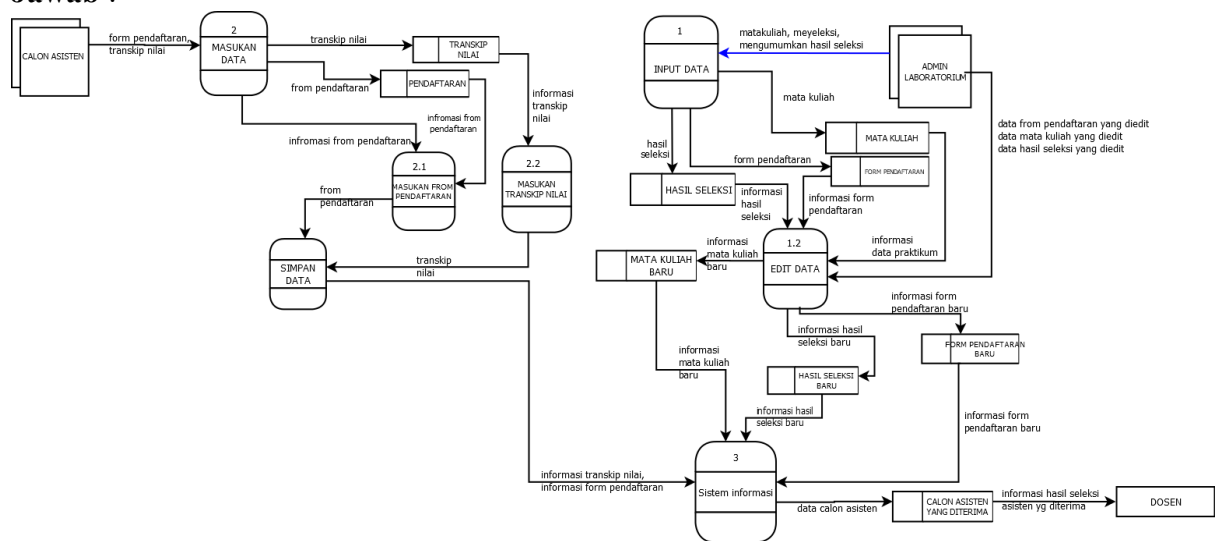 Jawab :
CALON ASISTEN
form pendaftaran,
transkip nilai
2
MASUKAN
DATA
transkip nilai
TRANSKIP
NILAI
from pendaftaran
PENDAFTARAN
infromasi from pendaftaran
infromasi from
pendaftaran
informasi
transkip
nilai
2.1
MASUKAN FROM
PENDAFTARAN
2.2
MASUKAN
TRANSKIP NILAI
from
pendaftaran
SIMPAN
DATA
transkip
nilai
informasi transkip nilai,
informasi form pendaftaran
1
INPUT DATA
matakuliah, meyeleksi,
mengumumkan hasil seleksi
ADMIN
LABORATORIUM
mata kuliah
MATA KULIAH
data from pendaftaran yang diedit
data mata kuliah yang diedit
data hasil seleksi yang diedit
hasil
seleksi
form pendaftaran
FORM PENDAFTARAN
HASIL SELEKSI
informasi
hasil
seleksi
informasi form
pendaftaran
informasi
data praktikum
1.2
EDIT DATA
informasi
mata kuliah
baru
MATA KULIAH
BARU
informasi form
pendaftaran baru
FORM PENDAFTARAN
BARU
informasi hasil
seleksi baru
HASIL SELEKSI
BARU
informasi
mata kuliah
baru
informasi hasil
seleksi baru
informasi form
pendaftaran baru
3
Sistem informasi
data calon asisten
CALON ASISTEN
YANG DITERIMA
informasi hasil seleksi
asisten yg diterima
DOSEN